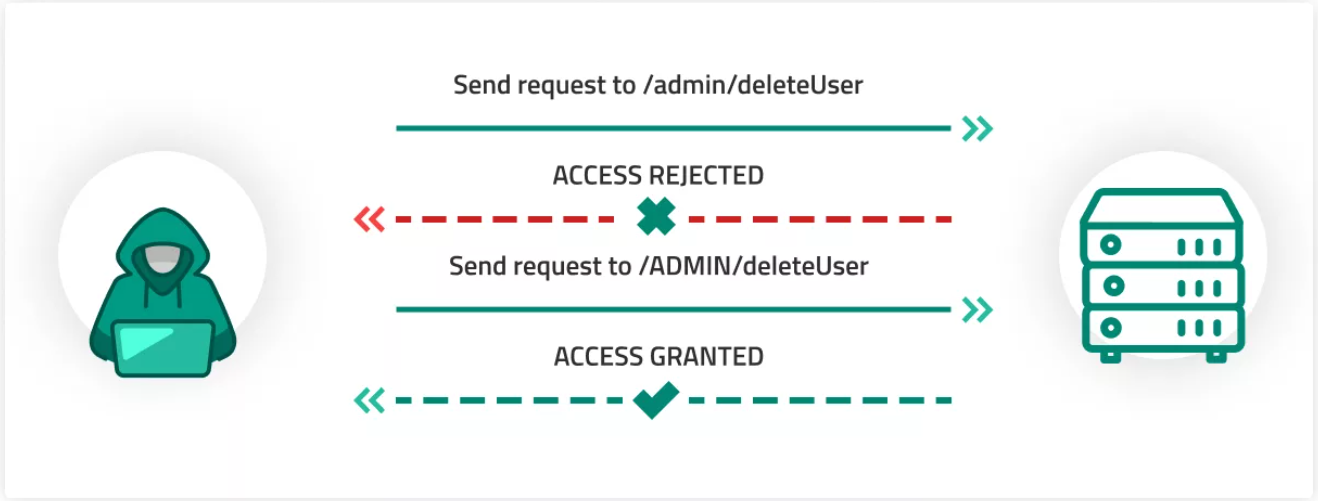 Send request to /admin/deleteUser
ACCESS REJECTED
Send request to /ADMIN/deleteUser
ACCESS GRANTED